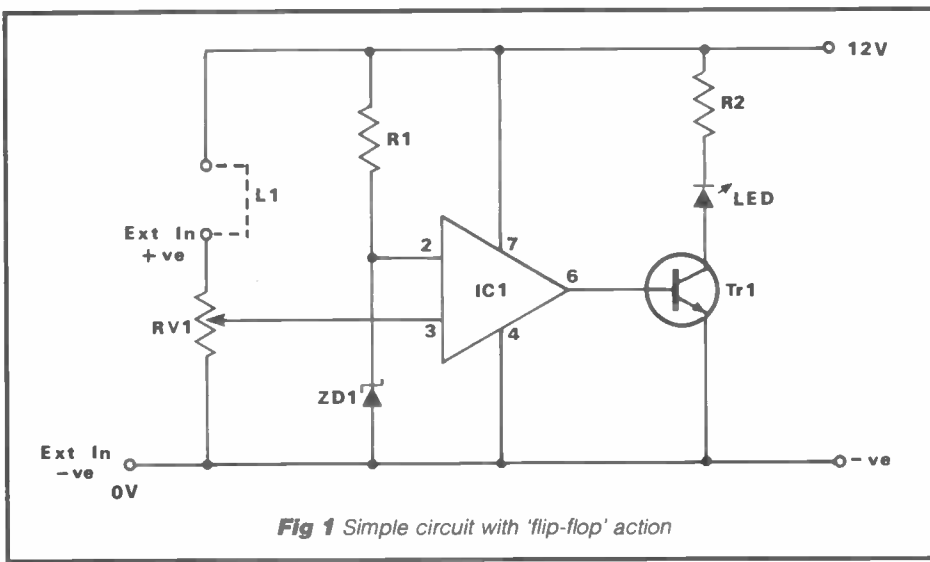 12V
R2
R1
L1
LED
Ext In
+ve
2
7
6
IC1
Tr1
RV1
3
4
ZD1
Ext In
-ve
0V
-ve
Fig 1 Simple circuit with 'flip-flop' action